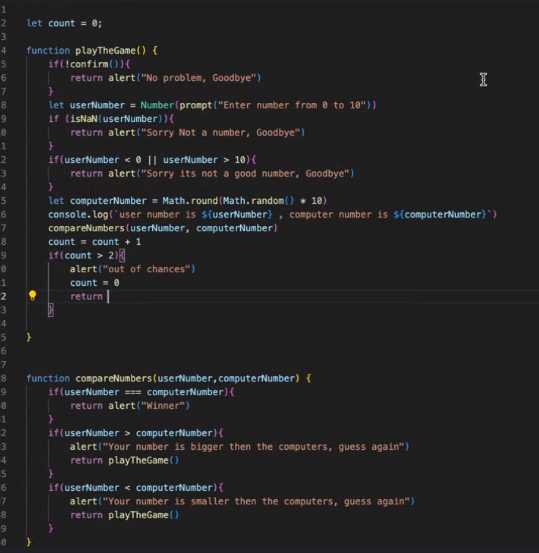 1
2 let count = 0;
3
4 function playTheGame() {
5 if(!confirm()){
6 return alert("No problem, Goodbye")
7 }
8 let userNumber = Number(prompt("Enter number from 0 to 10"))
9 if (isNaN(userNumber)){
0 return alert("Sorry Not a number, Goodbye")
1 }
2 if(userNumber < 0 || userNumber > 10){
3 return alert("Sorry its not a good number, Goodbye")
4 }
5 let computerNumber = Math.round(Math.random() * 10)
6 console.log(`user number is ${userNumber} , computer number is ${computerNumber}`)
7 compareNumbers(userNumber, computerNumber)
8 count = count + 1
9 if(count > 2){
0 alert("out of chances")
1 count = 0
2 return
3 }
4
5 }
6
7
8 function compareNumbers(userNumber,computerNumber) {
9 if(userNumber === computerNumber){
0 return alert("Winner")
1 }
2 if(userNumber > computerNumber){
3 alert("Your number is bigger then the computers, guess again")
4 return playTheGame()
5 }
6 if(userNumber < computerNumber){
7 alert("Your number is smaller then the computers, guess again")
8 return playTheGame()
9 }
0 }